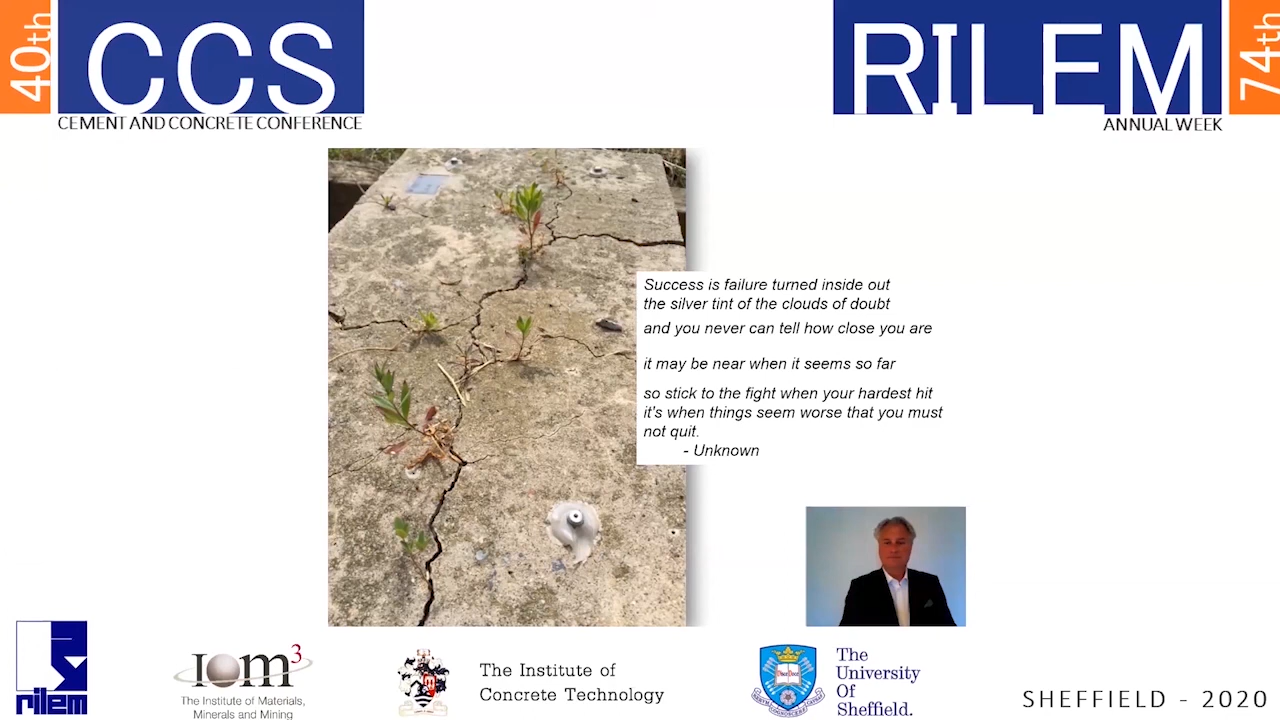 40th
CCS
CEMENT AND CONCRETE CONFERENCE
RILEM
ANNUAL WEEK
74th
Success is failure turned inside out
the silver tint of the clouds of doubt
and you never can tell how close you are
it may be near when it seems so far
so stick to the fight when your hardest hit
it's when things seem worse that you must
not quit.
- Unknown
rilem
Iom3
The Institute of Materials,
Minerals and Mining
The Institute of
Concrete Technology
The
University
Of
Sheffield.
SHEFFIELD - 2020